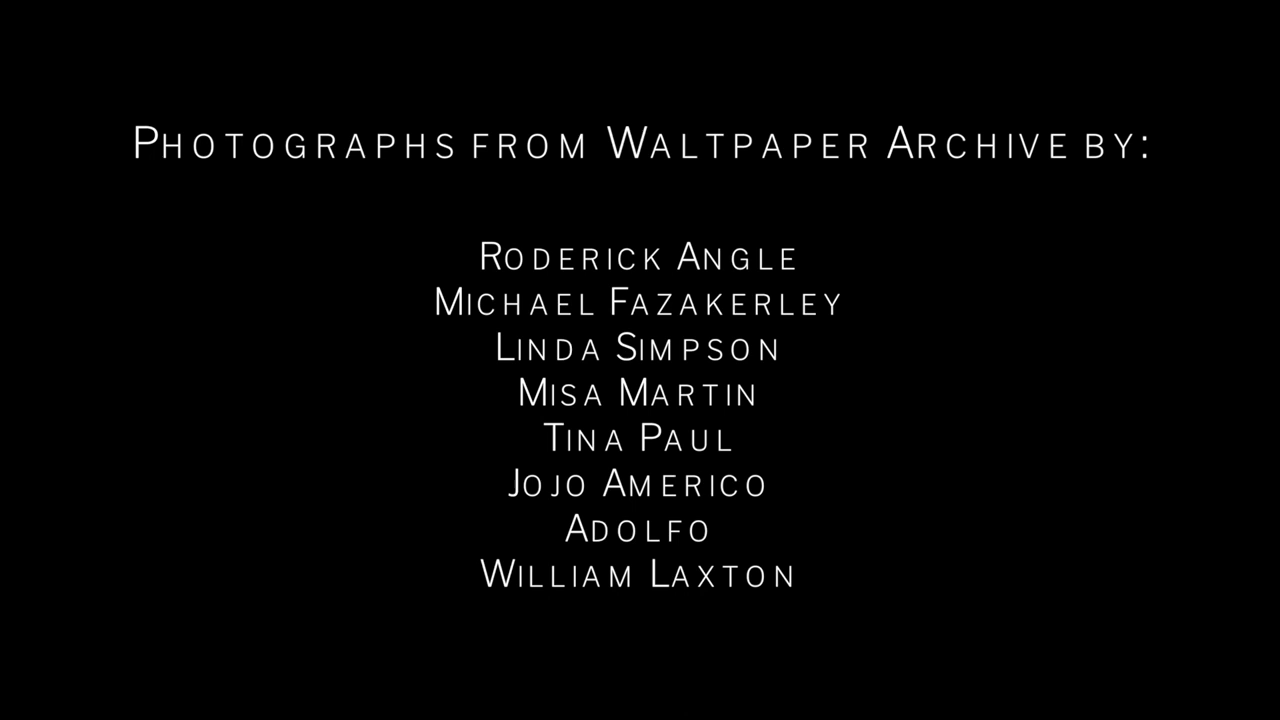 Photographs from Waltpaper Archive by:
Roderick Angle
Michael Fazakerley
Linda Simpson
Misa Martin
Tina Paul
Jojo Americo
Adolfo
William Laxton